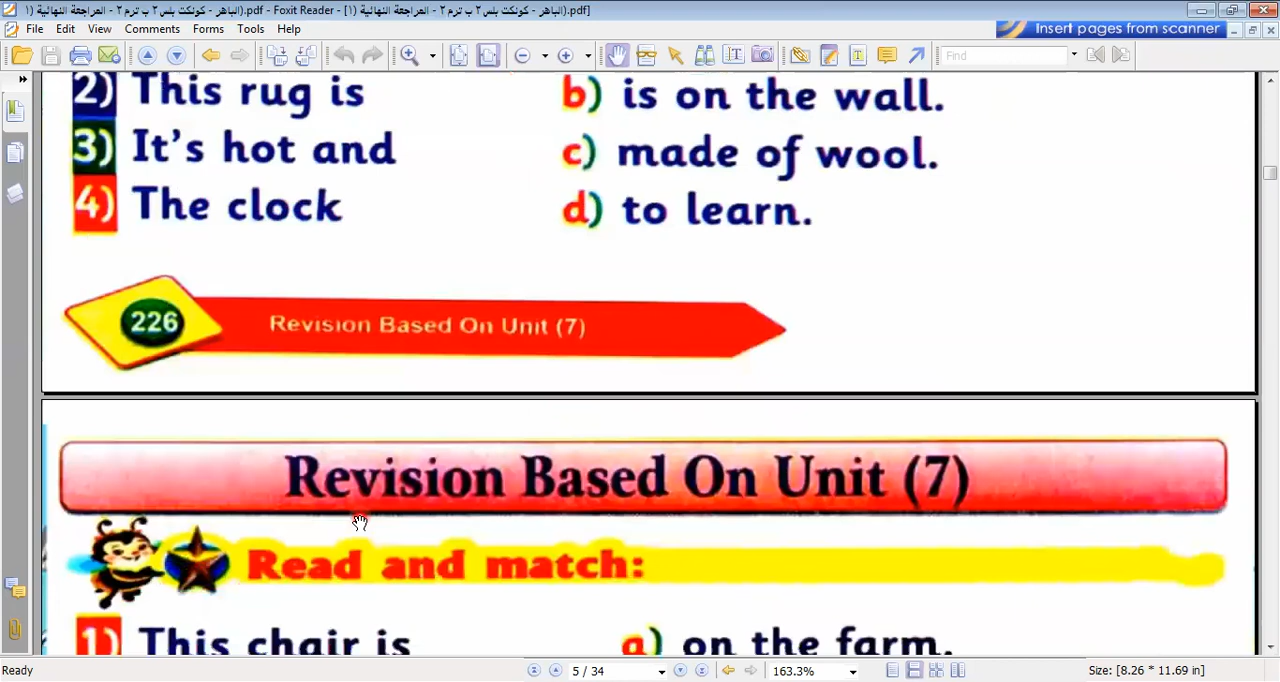 الباهر - كونكت بلس ٢ ب ترم ٢ - المراجعة النهائية (١).pdf - Foxit Reader - [الباهر - كونكت بلس ٢ ب ترم ٢ - المراجعة النهائية (١).pdf]
File Edit View Comments Forms Tools Help
Insert pages from scanner
Find
2) This rug is b) is on the wall.
3) It's hot and c) made of wool.
4) The clock d) to learn.
226 Revision Based On Unit (7)
Revision Based On Unit (7)
Read and match:
1) This chair is a) on the farm.
Ready 5 / 34 163.3% Size: [8.26 * 11.69 in]